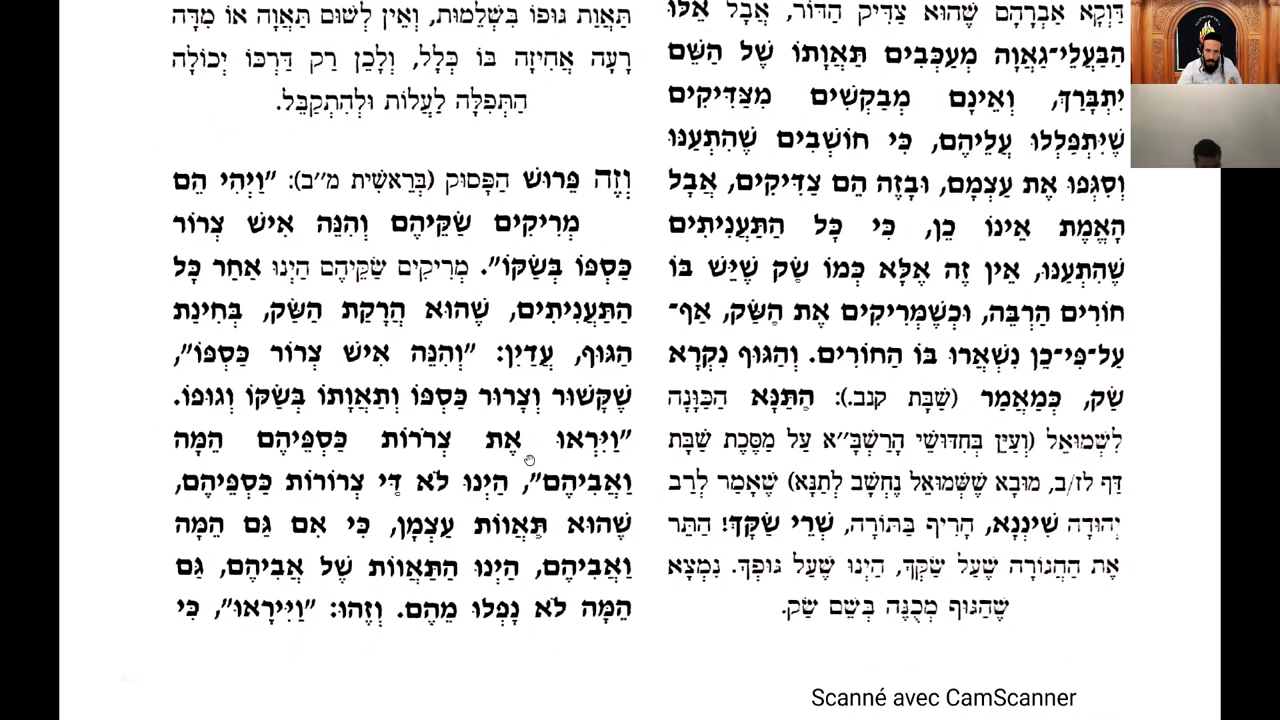 דַּוְקָא אַבְרָהָם שֶׁהוּא צַדִּיק הַדּוֹר, אֲבָל אֵלּוּ
הַבַּעֲלֵי־גַאֲוָה מְעַכְּבִים תַּאֲוָתוֹ שֶׁל הַשֵּׁם
יִתְבָּרַךְ, וְאֵינָם מְבַקְשִׁים מִצַּדִּיקִים
שֶׁיִּתְפַּלְלוּ עֲלֵיהֶם, כִּי חוֹשְׁבִים שֶׁהִתְעַנּוּ
וְסִגְּפוּ אֶת עַצְמָם, וּבָזֶה הֵם צַדִּיקִים, אֲבָל
הָאֱמֶת אֵינוֹ כֵן, כִּי כָּל הַתַּעֲנִיתִים
שֶׁהִתְעַנּוּ, אֵין זֶה אֶלָּא כְּמוֹ שַׂק שֶׁיֵּשׁ בּוֹ
חוֹרִים הַרְבֵּה, וּכְשֶׁמְּרִיקִים אֶת הַשַּׂק, אַף־
עַל־פִּי־כֵן נִשְׁאֲרוּ בּוֹ הַחוֹרִים. וְהַגּוּף נִקְרָא
שַׂק, כְּמַאֲמַר (שַׁבָּת קנב.): הַתַּנָּא הַכַּוָּנָה
לִשְׁמוּאֵל (וְעַיֵּן בְּחִדּוּשֵׁי הָרַשְׁבָּ״א עַל מַסֶּכֶת שַׁבָּת
דַּף לז/ב, מוּבָא שֶׁשְּׁמוּאֵל נֶחְשָׁב לְתַנָּא) שֶׁאָמַר לְרַב
יְהוּדָה שִׁינְנָא, חָרִיף בַּתּוֹרָה, שְׁרֵי שַׂקָּךְ! הַתֵּר
אֶת הַחֲגוֹרָה שֶׁעַל שַׂקְּךָ, הַיְנוּ שֶׁעַל גּוּפְךָ. נִמְצָא
שֶׁהַגּוּף מְכֻנֶּה בְּשֵׁם שַׂק.
תַּאֲוַת גּוּפוֹ בִּשְׁלֵמוּת, וְאֵין לְשׁוּם תַּאֲוָה אוֹ מִדָּה
רָעָה אֲחִיזָה בּוֹ כְּלָל, וְלָכֵן רַק דַּרְכּוֹ יְכוֹלָה
הַתְּפִלָּה לַעֲלוֹת וּלְהִתְקַבֵּל.
וְזֶה פֵּרוּשׁ הַפָּסוּק (בְּרֵאשִׁית מ״ב): ״וַיְהִי הֵם
מְרִיקִים שַׂקֵּיהֶם וְהִנֵּה אִישׁ צְרוֹר
כַּסְפּוֹ בְּשַׂקּוֹ״. מְרִיקִים שַׂקֵּיהֶם הַיְנוּ אַחַר כָּל
הַתַּעֲנִיתִים, שֶׁהוּא הֲרָקַת הַשַּׂק, בְּחִינַת
הַגּוּף, עֲדַיִן: ״וְהִנֵּה אִישׁ צְרוֹר כַּסְפּוֹ״,
שֶׁקָּשׁוּר וְצָרוּר כַּסְפּוֹ וְתַאֲוָתוֹ בְּשַׂקּוֹ וְגוּפוֹ.
״וַיִּרְאוּ אֶת צְרֹרוֹת כַּסְפֵּיהֶם הֵמָּה
וַאֲבִיהֶם״, הַיְנוּ לֹא דַּי צְרוֹרוֹת כַּסְפֵּיהֶם,
שֶׁהוּא תַּאֲווֹת עַצְמָן, כִּי אִם גַּם הֵמָּה
וַאֲבִיהֶם, הַיְנוּ הַתַּאֲווֹת שֶׁל אֲבִיהֶם, גַּם
הֵמָּה לֹא נָפְלוּ מֵהֶם. וְזֶהוּ: ״וַיִּירָאוּ״, כִּי
Scanné avec CamScanner